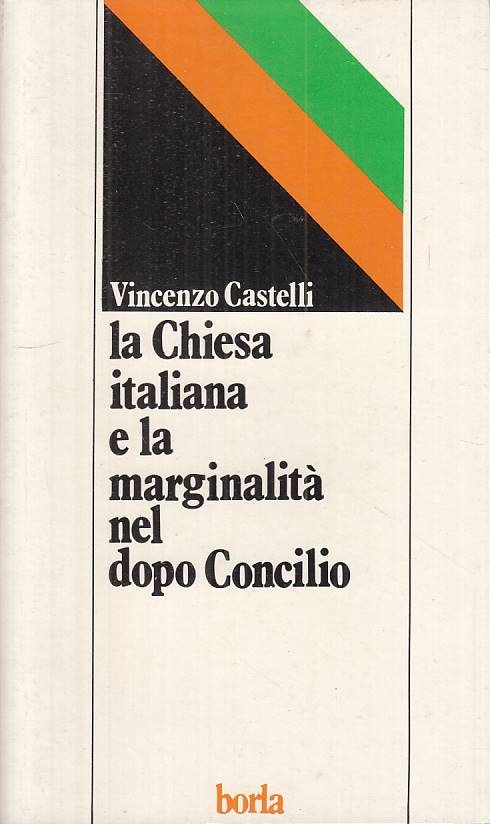 Vincenzo Castelli
la Chiesa
italiana
e la
marginalità
nel
dopo Concilio
borla